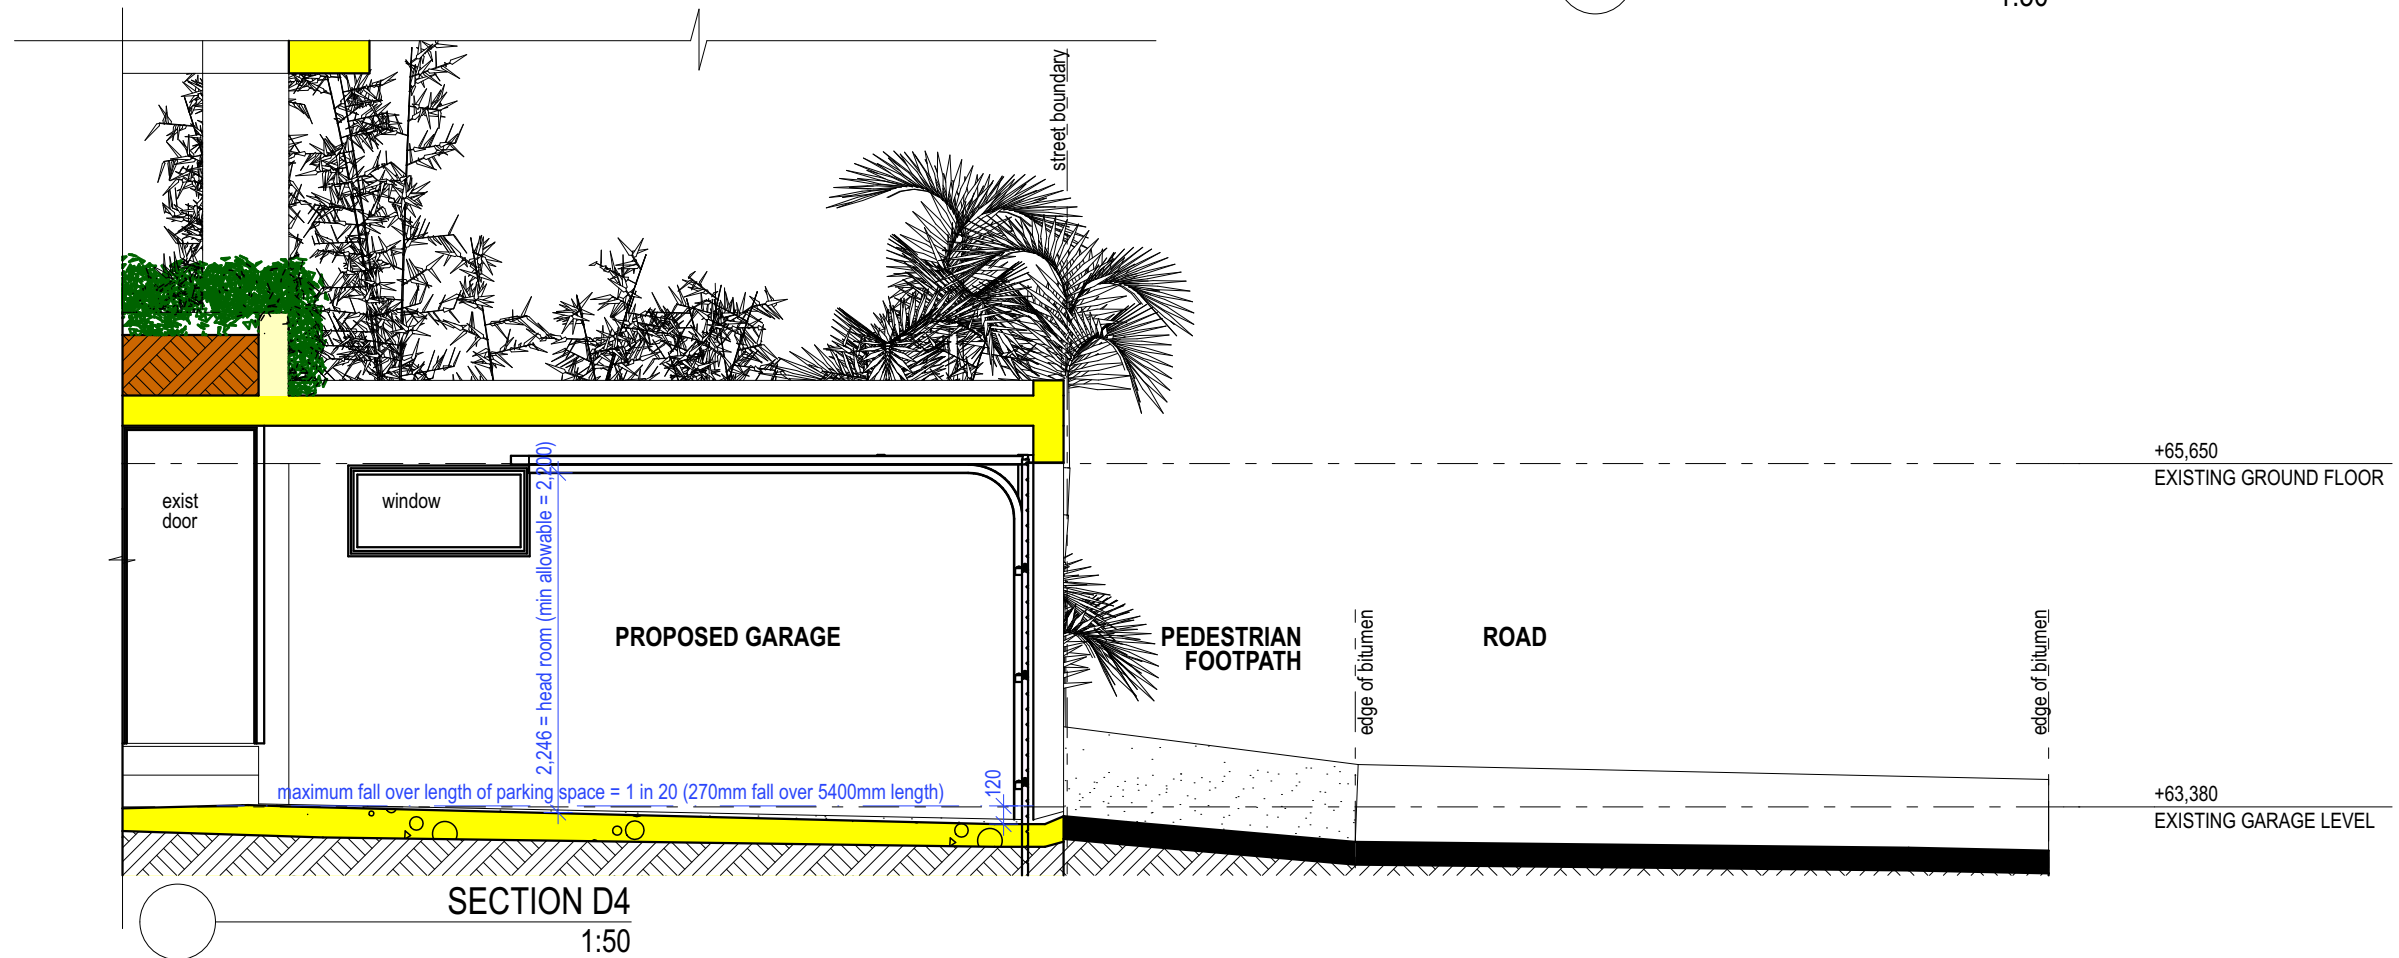 1:50
street boundary
+65,650
EXISTING GROUND FLOOR
exist
door
window
2,246 = head room (min allowable = 2,200)
PROPOSED GARAGE
PEDESTRIAN
FOOTPATH
edge of bitumen
ROAD
edge of bitumen
maximum fall over length of parking space = 1 in 20 (270mm fall over 5400mm length)
120
+63,380
EXISTING GARAGE LEVEL
SECTION D4
1:50